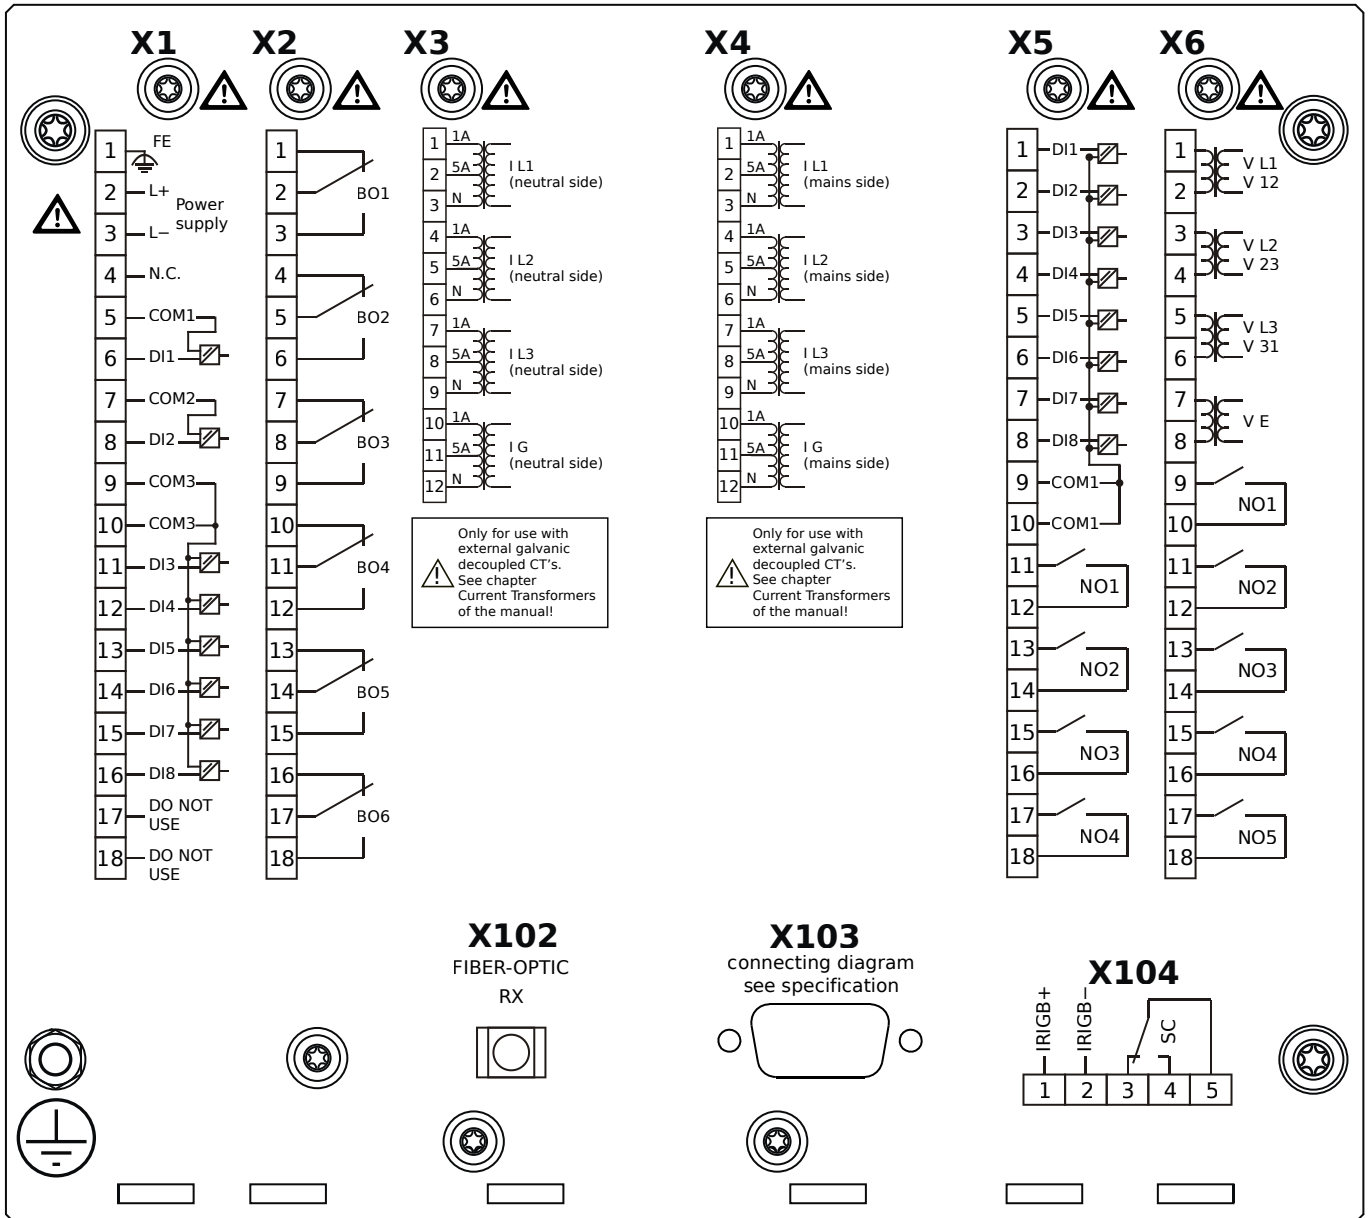 X1
1
FE
2
L+
Power
supply
3
L−
4
N.C.
5
COM1
6
DI1
7
COM2
8
DI2
9
COM3
10
COM3
11
DI3
12
DI4
13
DI5
14
DI6
15
DI7
16
DI8
17
DO NOT
USE
18
DO NOT
USE
X2
1
2
BO1
3
4
5
BO2
6
7
8
BO3
9
10
11
BO4
12
13
14
BO5
15
16
17
BO6
18
X3
1
1A
2
5A
I L1
(neutral side)
3
N
4
1A
5
5A
I L2
(neutral side)
6
N
7
1A
8
5A
I L3
(neutral side)
9
N
10
1A
11
5A
I G
(neutral side)
12
N
Only for use with
external galvanic
decoupled CT's.
See chapter
Current Transformers
of the manual!
X4
1
1A
2
5A
I L1
(mains side)
3
N
4
1A
5
5A
I L2
(mains side)
6
N
7
1A
8
5A
I L3
(mains side)
9
N
10
1A
11
5A
I G
(mains side)
12
N
Only for use with
external galvanic
decoupled CT's.
See chapter
Current Transformers
of the manual!
X5
1
DI1
2
DI2
3
DI3
4
DI4
5
DI5
6
DI6
7
DI7
8
DI8
9
COM1
10
COM1
11
NO1
12
13
NO2
14
15
NO3
16
17
NO4
18
X6
1
V L1
V 12
2
3
V L2
V 23
4
5
V L3
V 31
6
7
V E
8
9
NO1
10
11
NO2
12
13
NO3
14
15
NO4
16
17
NO5
18
X102
FIBER-OPTIC
RX
X103
connecting diagram
see specification
X104
IRIGB+
IRIGB−
SC
1 2 3 4 5